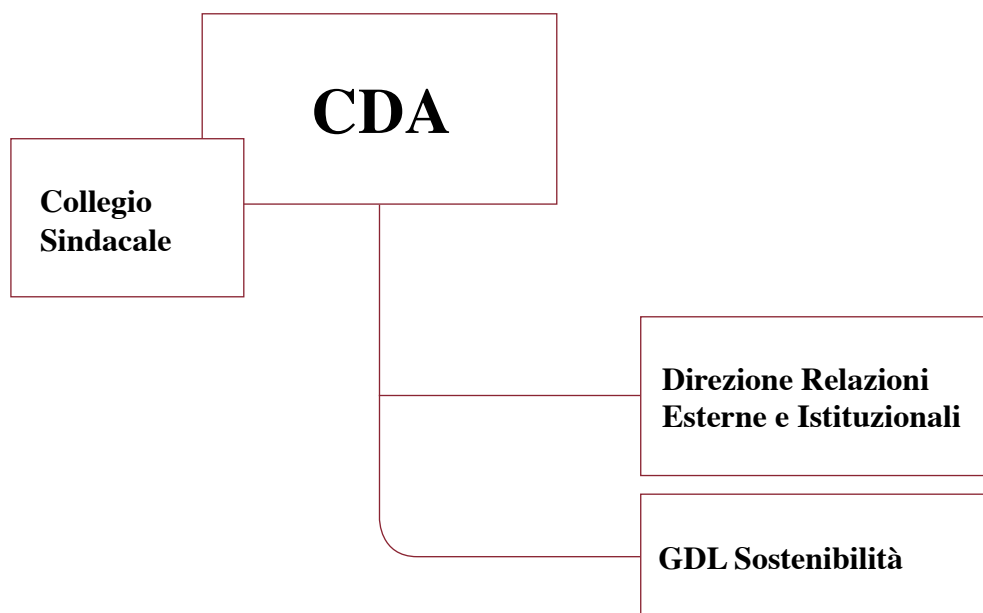 CDA
Collegio
Sindacale
Direzione Relazioni
Esterne e Istituzionali
GDL Sostenibilità